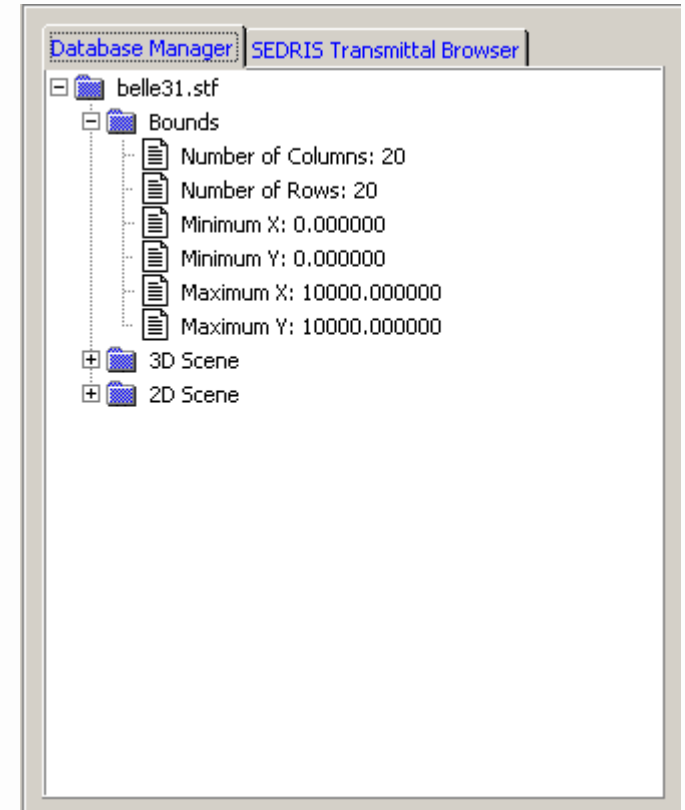 Database Manager SEDRIS Transmittal Browser
belle31.stf
Bounds
Number of Columns: 20
Number of Rows: 20
Minimum X: 0.000000
Minimum Y: 0.000000
Maximum X: 10000.000000
Maximum Y: 10000.000000
3D Scene
2D Scene